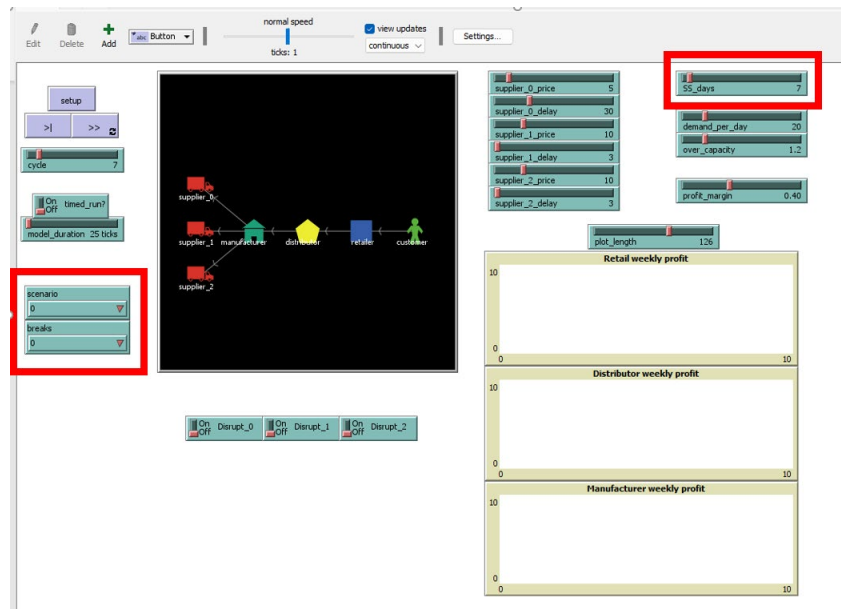 normal speed
view updates
Edit
Delete
Add
abc Button
continuous
Settings...
ticks: 1
setup
>|
>>
cycle 7
On
Off
timed_run?
model_duration 25 ticks
scenario
0
breaks
0
supplier_0
supplier_1
manufacturer
distributor
retailer
customer
supplier_2
On
Off
Disrupt_0
On
Off
Disrupt_1
On
Off
Disrupt_2
supplier_0_price 5
supplier_0_delay 30
supplier_1_price 10
supplier_1_delay 3
supplier_2_price 10
supplier_2_delay 3
SS_days 7
demand_per_day 20
over_capacity 1.2
profit_margin 0.40
plot_length 126
Retail weekly profit
10
0
0 10
Distributor weekly profit
10
0
0 10
Manufacturer weekly profit
10
0
0 10